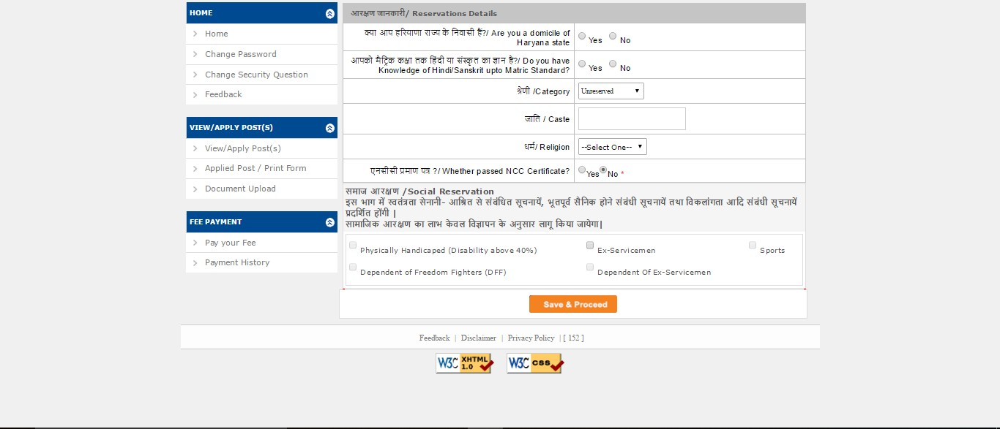 HOME
Home
Change Password
Change Security Question
Feedback
VIEW/APPLY POST(S)
View/Apply Post(s)
Applied Post / Print Form
Document Upload
FEE PAYMENT
Pay your Fee
Payment History
आरक्षण जानकारी/ Reservations Details
क्या आप हरियाणा राज्य के निवासी हैं?/ Are you a domicile of
Haryana state
Yes No
आपको मैट्रिक कक्षा तक हिंदी या संस्कृत का ज्ञान है?/ Do you have
Knowledge of Hindi/Sanskrit upto Matric Standard?
Yes No
श्रेणी /Category
Unreserved
जाति / Caste
धर्म/ Religion
--Select One--
एनसीसी प्रमाण पत्र ?/ Whether passed NCC Certificate?
Yes No *
समाज आरक्षण /Social Reservation
इस भाग में स्वतंत्रता सेनानी- आश्रित से संबंधित सूचनायें, भूतपूर्व सैनिक होने संबंधी सूचनायें तथा विकलांगता आदि संबंधी सूचनायें
प्रदर्शित होंगी |
सामाजिक आरक्षण का लाभ केवल विज्ञापन के अनुसार लागू किया जायेगा|
Physically Handicaped (Disability above 40%) Ex-Servicemen Sports
Dependent of Freedom Fighters (DFF) Dependent Of Ex-Servicemen
Save & Proceed
Feedback | Disclaimer | Privacy Policy | [ 152 ]
W3C XHTML 1.0
W3C CSS